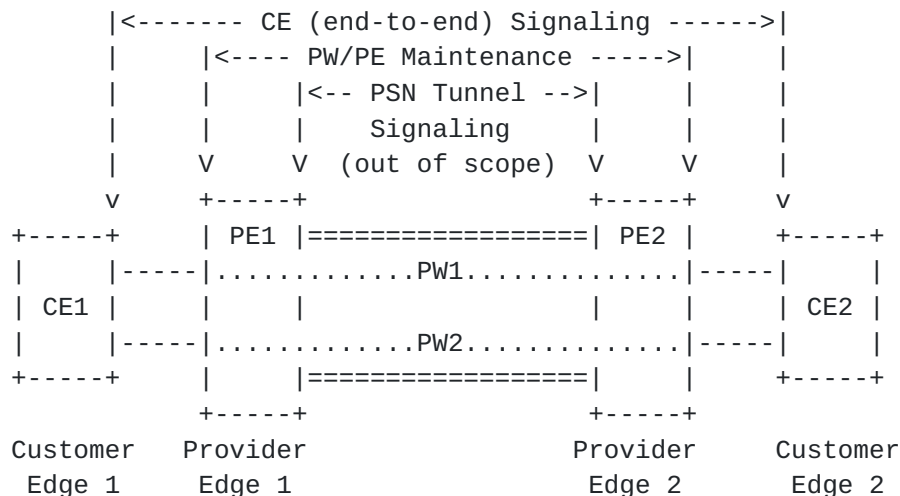 |<------- CE (end-to-end) Signaling ------>|
|     |<---- PW/PE Maintenance ----->|     |
|     |     |<-- PSN Tunnel -->|     |     |
|     |     |    Signaling     |     |     |
|     V     V  (out of scope)  V     V     |
v     +-----+                  +-----+     v
+-----+     | PE1 |==================| PE2 |     +-----+
|     |-----|.............PW1..............|-----|     |
| CE1 |     |     |                  |     |     | CE2 |
|     |-----|.............PW2..............|-----|     |
+-----+     |     |==================|     |     +-----+
+-----+                  +-----+
Customer   Provider                 Provider     Customer
Edge 1     Edge 1                   Edge 2       Edge 2